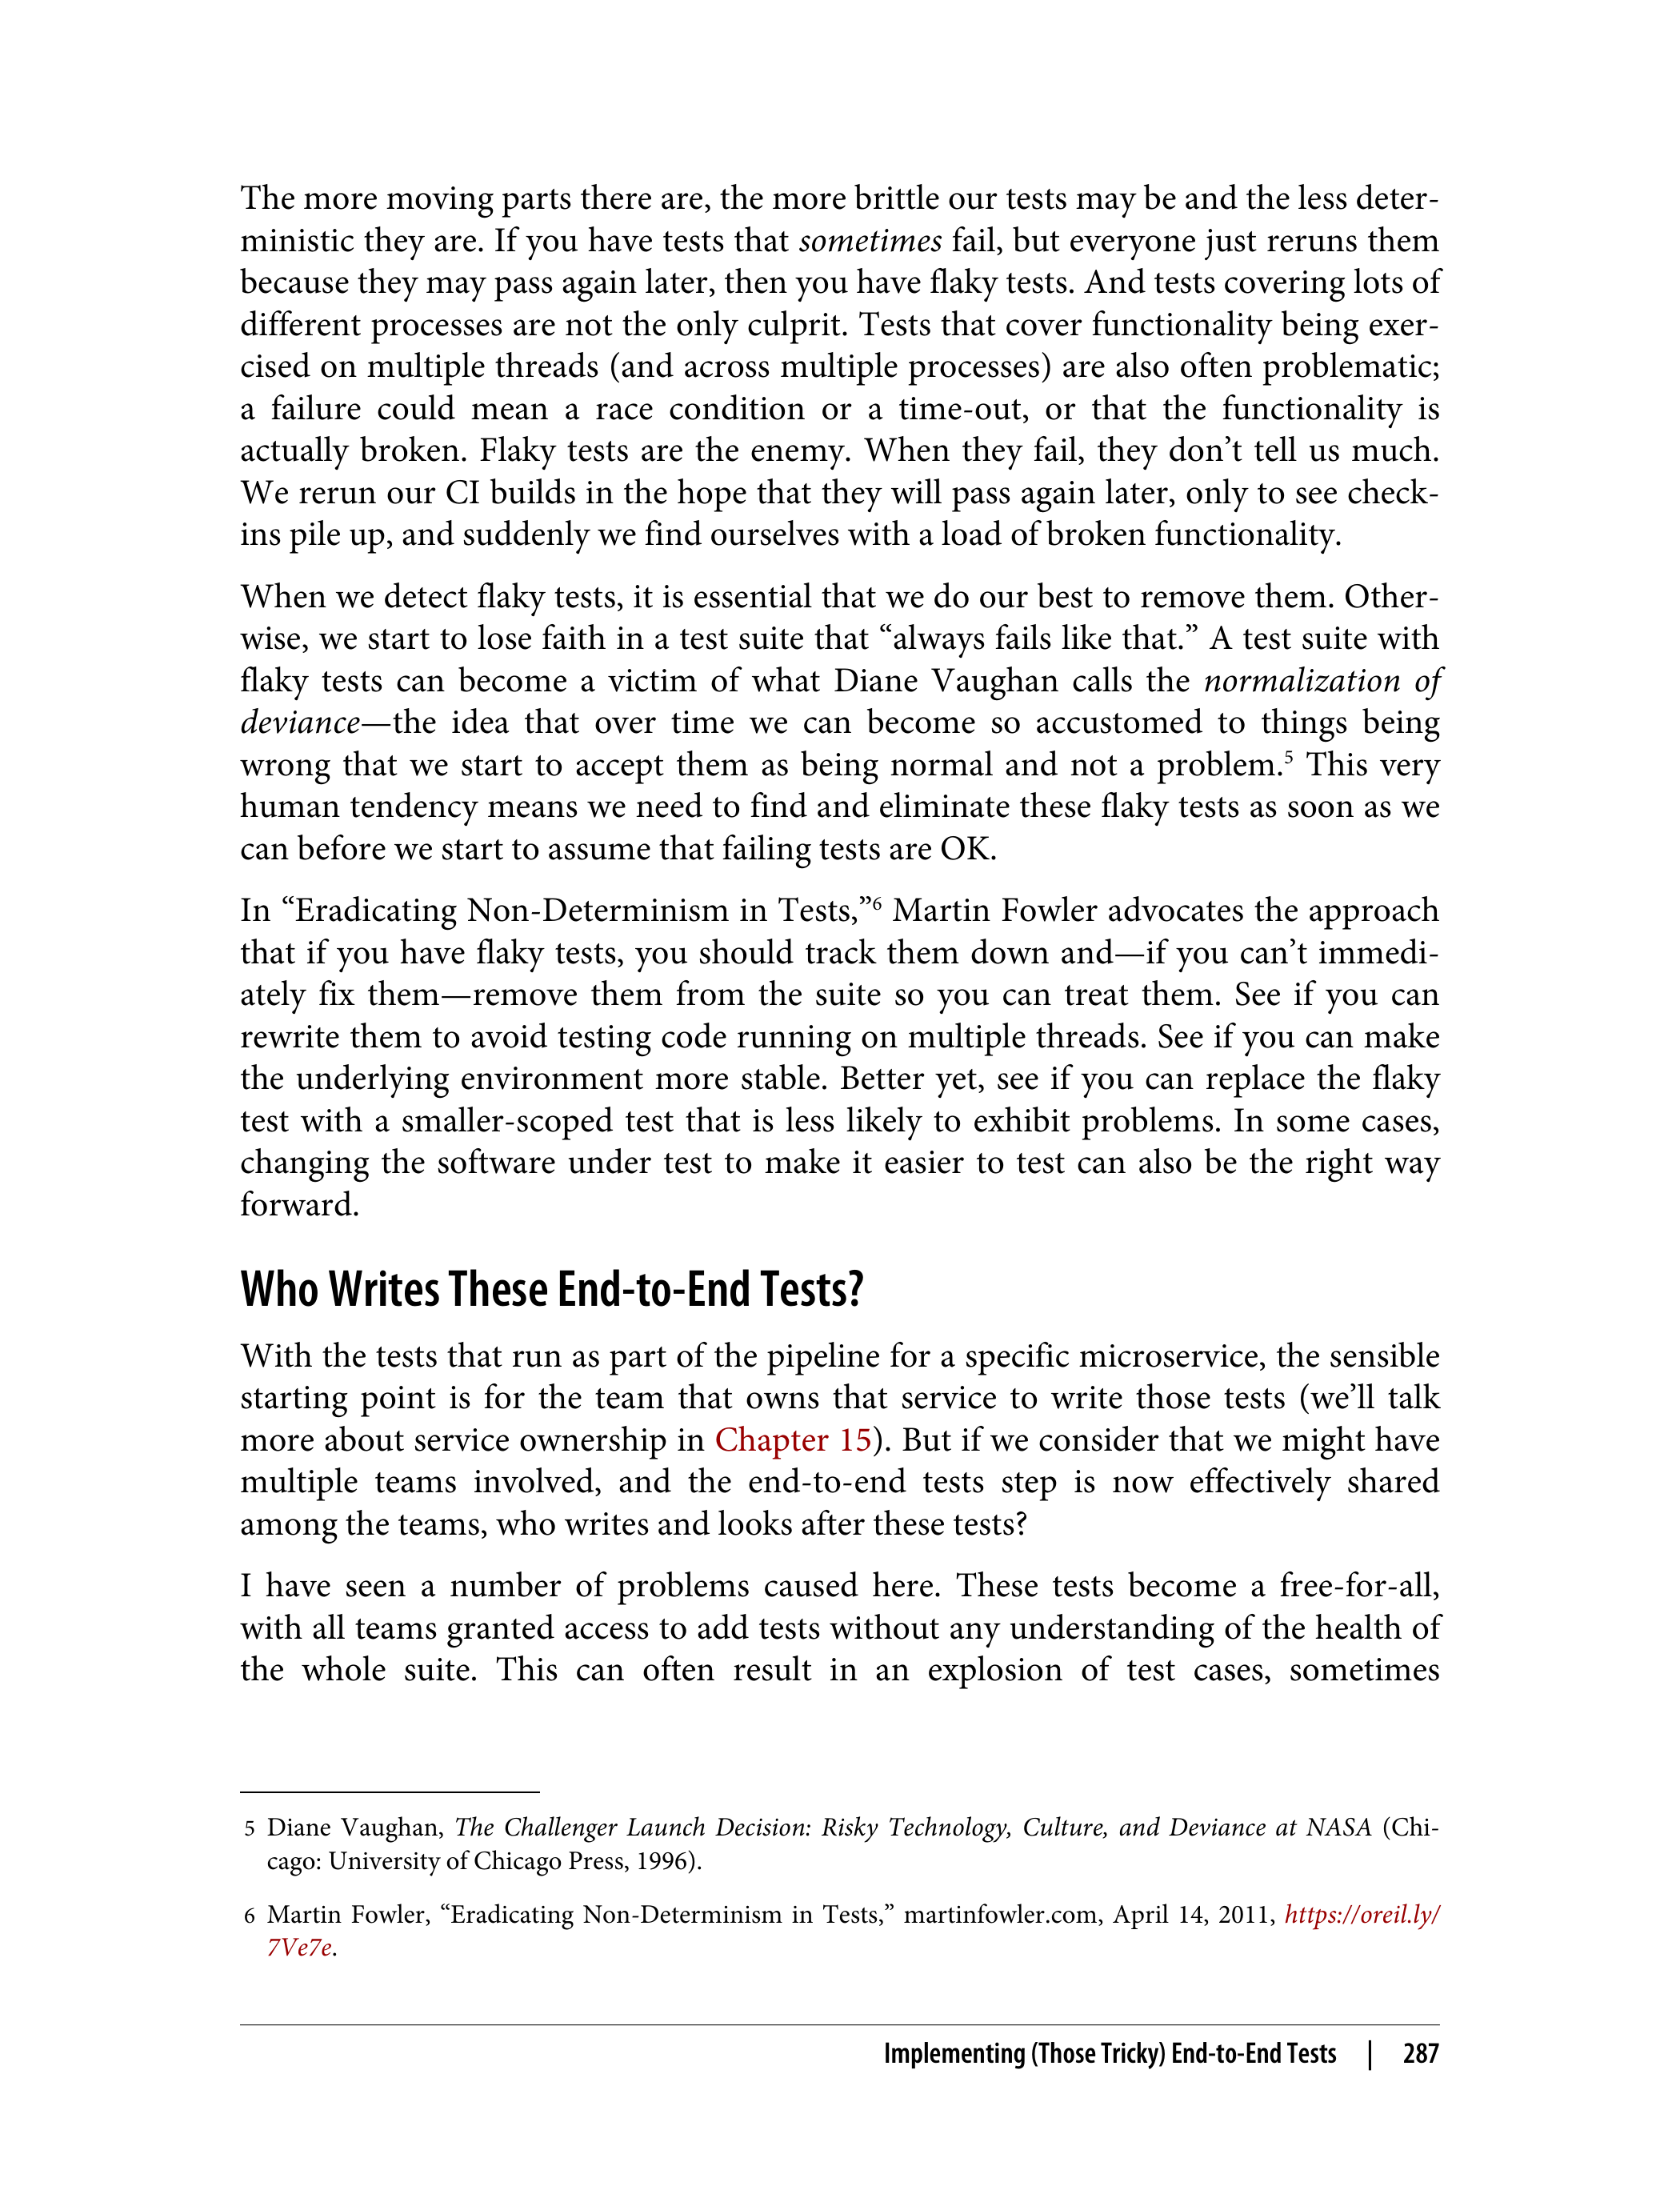 The more moving parts there are, the more brittle our tests may be and the less deter-
ministic they are. If you have tests that sometimes fail, but everyone just reruns them
because they may pass again later, then you have flaky tests. And tests covering lots of
different processes are not the only culprit. Tests that cover functionality being exer-
cised on multiple threads (and across multiple processes) are also often problematic;
a failure could mean a race condition or a time-out, or that the functionality is
actually broken. Flaky tests are the enemy. When they fail, they don’t tell us much.
We rerun our CI builds in the hope that they will pass again later, only to see check-
ins pile up, and suddenly we find ourselves with a load of broken functionality.
When we detect flaky tests, it is essential that we do our best to remove them. Other-
wise, we start to lose faith in a test suite that “always fails like that.” A test suite with
flaky tests can become a victim of what Diane Vaughan calls the normalization of
deviance—the idea that over time we can become so accustomed to things being
wrong that we start to accept them as being normal and not a problem.⁵ This very
human tendency means we need to find and eliminate these flaky tests as soon as we
can before we start to assume that failing tests are OK.
In “Eradicating Non-Determinism in Tests,”⁶ Martin Fowler advocates the approach
that if you have flaky tests, you should track them down and—if you can’t immedi-
ately fix them—remove them from the suite so you can treat them. See if you can
rewrite them to avoid testing code running on multiple threads. See if you can make
the underlying environment more stable. Better yet, see if you can replace the flaky
test with a smaller-scoped test that is less likely to exhibit problems. In some cases,
changing the software under test to make it easier to test can also be the right way
forward.
Who Writes These End-to-End Tests?
With the tests that run as part of the pipeline for a specific microservice, the sensible
starting point is for the team that owns that service to write those tests (we’ll talk
more about service ownership in Chapter 15). But if we consider that we might have
multiple teams involved, and the end-to-end tests step is now effectively shared
among the teams, who writes and looks after these tests?
I have seen a number of problems caused here. These tests become a free-for-all,
with all teams granted access to add tests without any understanding of the health of
the whole suite. This can often result in an explosion of test cases, sometimes
5 Diane Vaughan, The Challenger Launch Decision: Risky Technology, Culture, and Deviance at NASA (Chi-
cago: University of Chicago Press, 1996).
6 Martin Fowler, “Eradicating Non-Determinism in Tests,” martinfowler.com, April 14, 2011, https://oreil.ly/
7Ve7e.
Implementing (Those Tricky) End-to-End Tests | 287